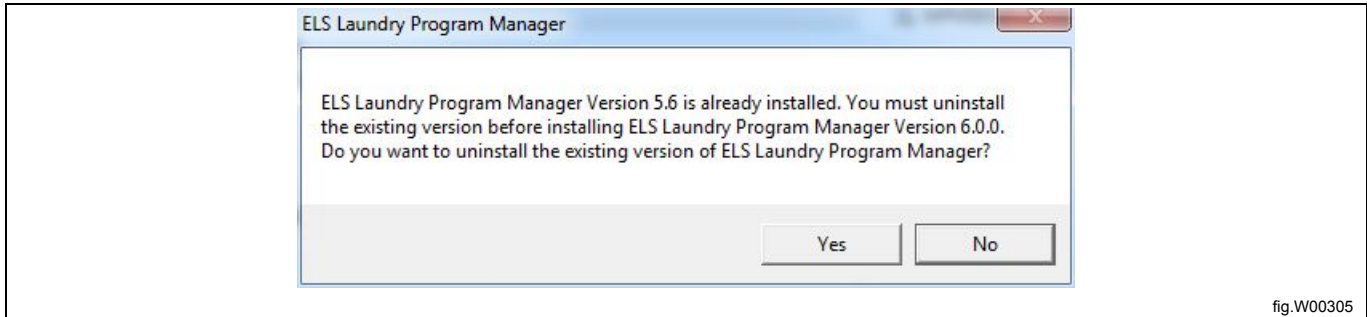 ELS Laundry Program Manager
ELS Laundry Program Manager Version 5.6 is already installed. You must uninstall
the existing version before installing ELS Laundry Program Manager Version 6.0.0.
Do you want to uninstall the existing version of ELS Laundry Program Manager?
Yes
No
fig.W00305